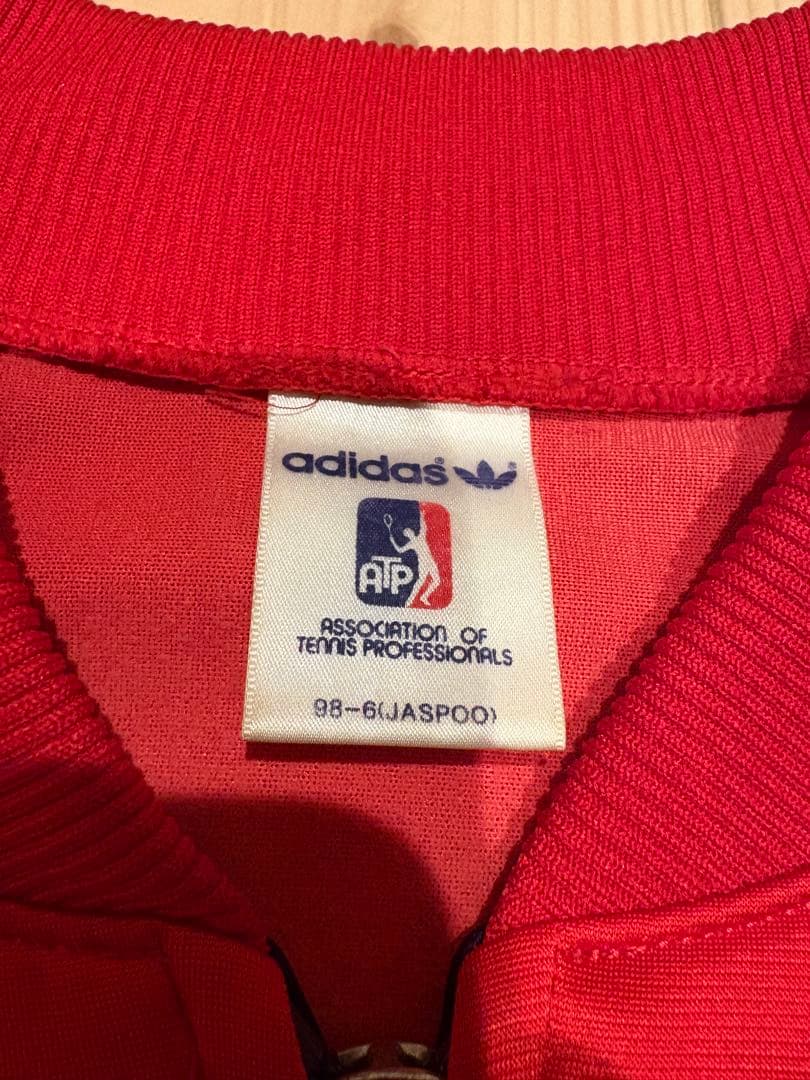 adidas®
ATP
ASSOCIATION OF
TENNIS PROFESSIONALS
98-6(JASPOO)